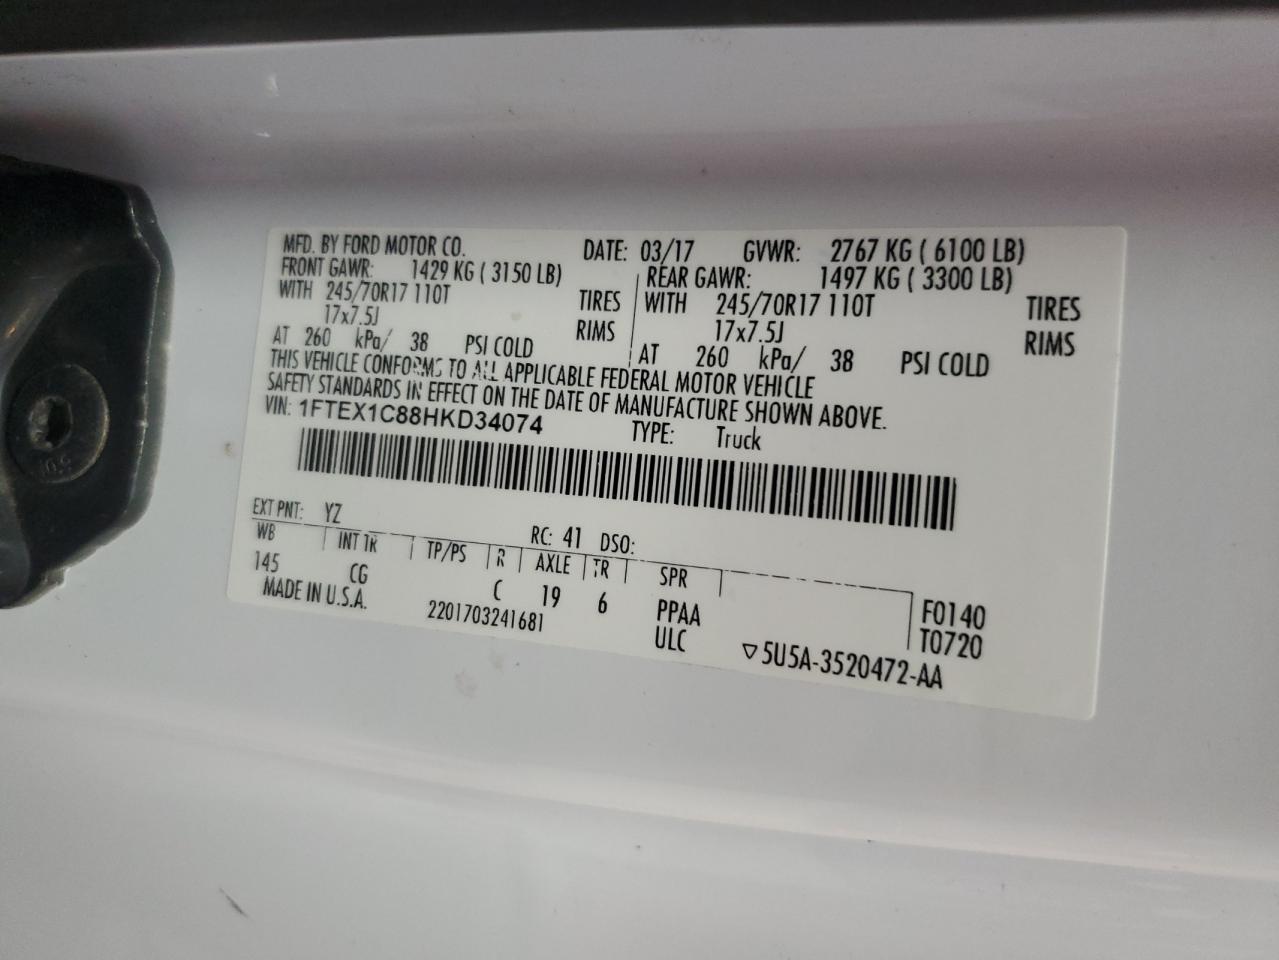 MFD. BY FORD MOTOR CO. DATE: 03/17 GVWR: 2767 KG ( 6100 LB)
FRONT GAWR: 1429 KG ( 3150 LB) REAR GAWR: 1497 KG ( 3300 LB)
WITH 245/70R17 110T TIRES WITH 245/70R17 110T TIRES
17x7.5J RIMS 17x7.5J RIMS
AT 260 kPa/ 38 PSI COLD AT 260 kPa/ 38 PSI COLD
THIS VEHICLE CONFORMS TO ALL APPLICABLE FEDERAL MOTOR VEHICLE
SAFETY STANDARDS IN EFFECT ON THE DATE OF MANUFACTURE SHOWN ABOVE.
VIN: 1FTEX1C88HKD34074 TYPE: Truck
EXT PNT: YZ RC: 41 DSO:
WB INT TR TP/PS R AXLE TR SPR
145 CG C 19 6 PPAA F0140
MADE IN U.S.A. 2201703241681 ULC T0720
▽5U5A-3520472-AA